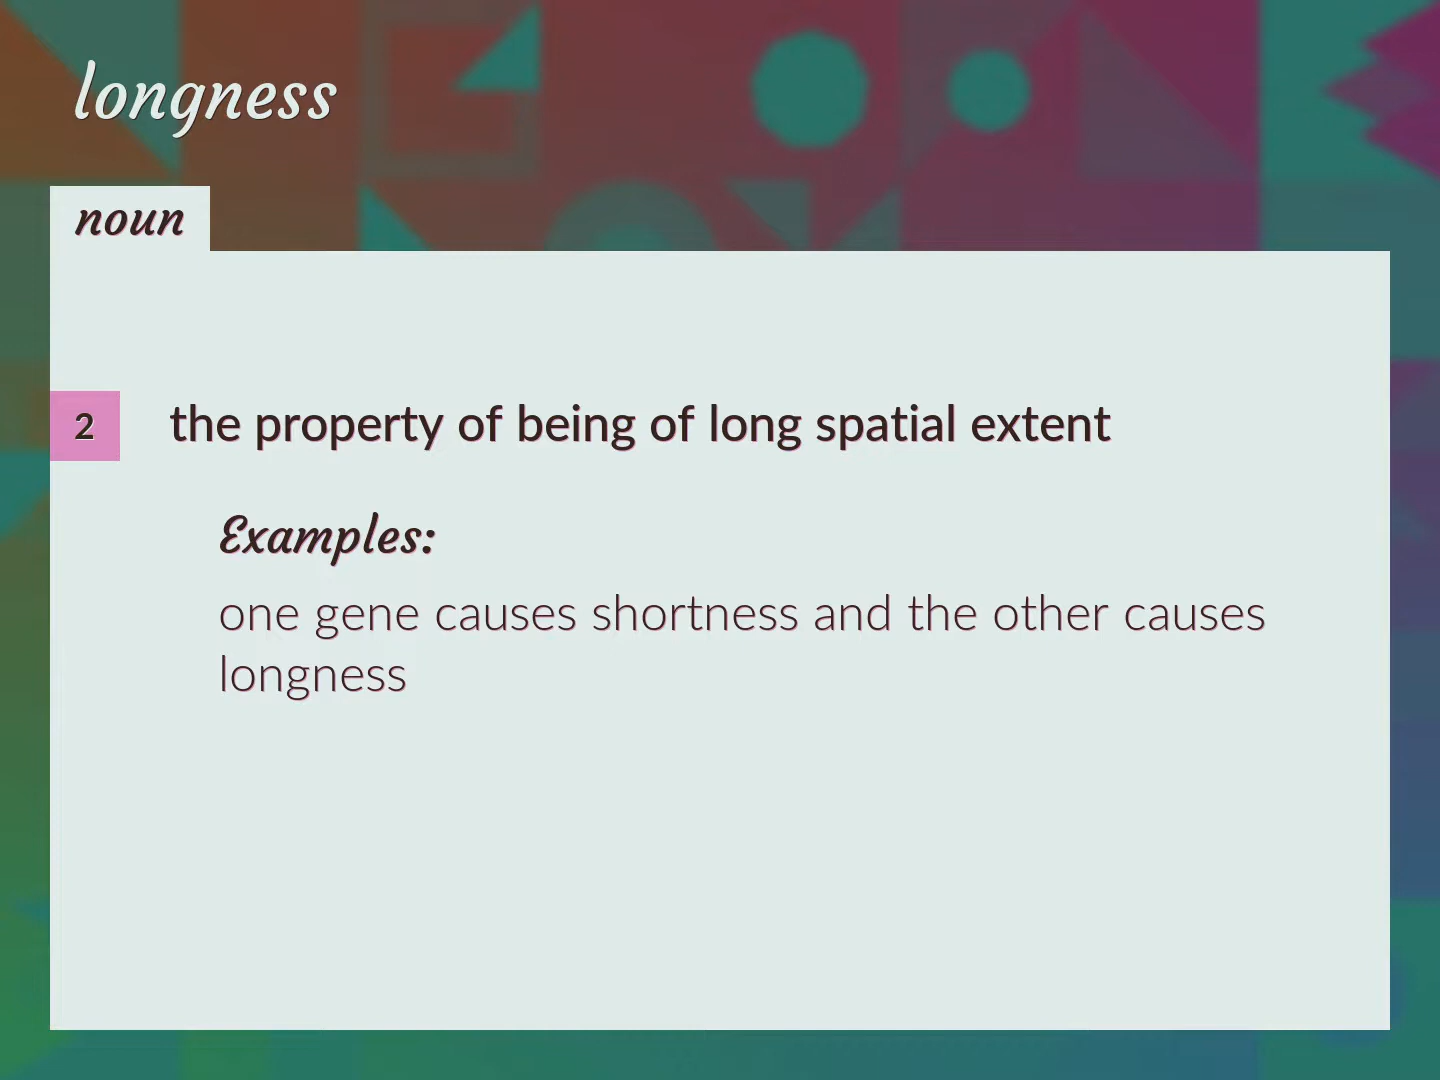 longness
noun
2
the property of being of long spatial extent
Examples:
one gene causes shortness and the other causes
longness